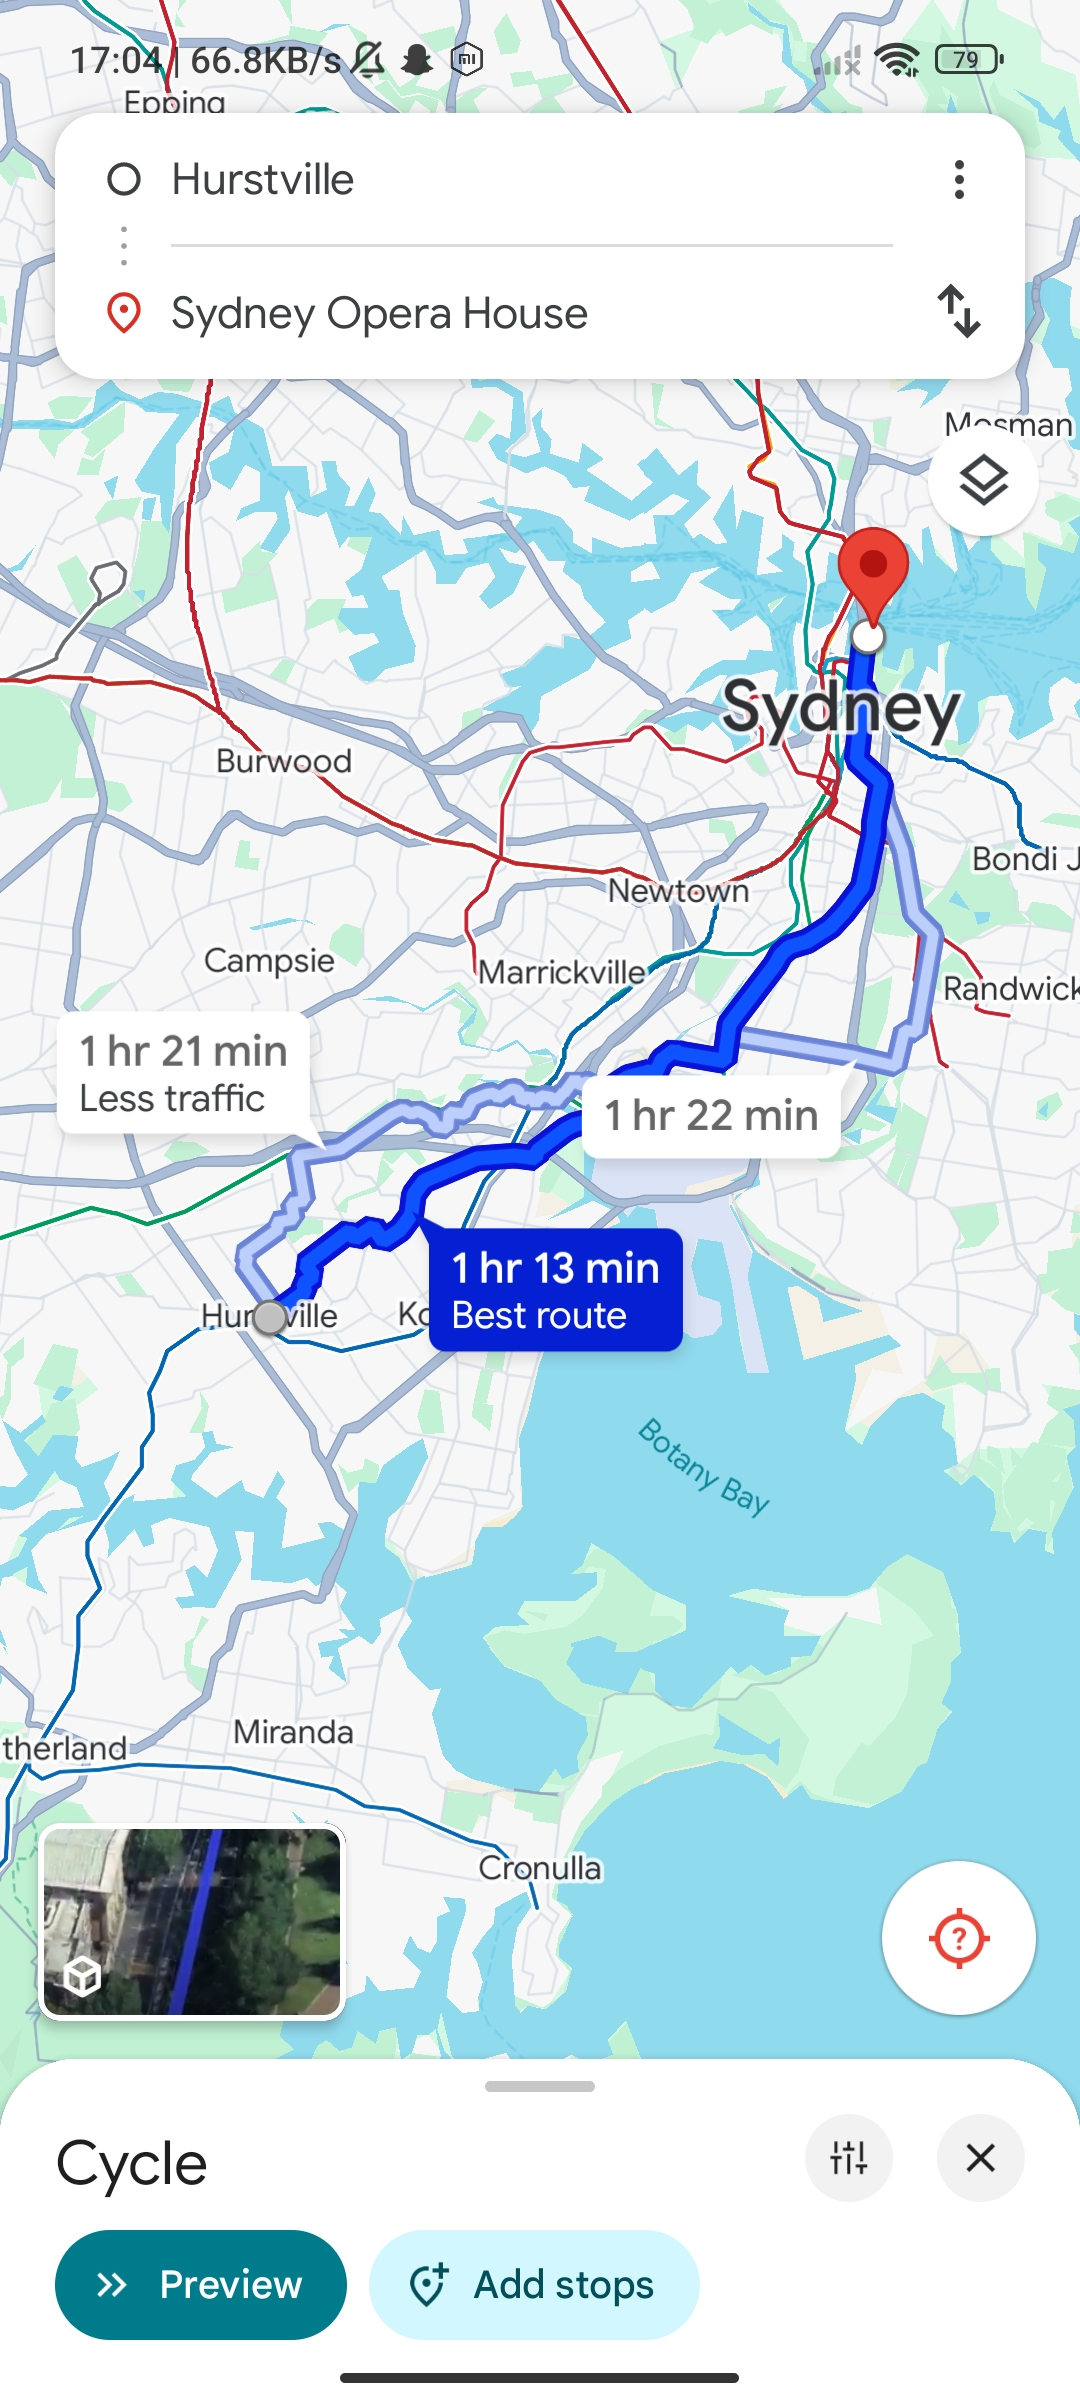 17:04 | 66.8KB/s
79
Epping
Hurstville
Sydney Opera House
Mosman
Sydney
Burwood
Bondi J
Newtown
Campsie
Marrickville
Randwick
1 hr 21 min
Less traffic
1 hr 22 min
1 hr 13 min
Best route
Hurstville
Ko
Botany Bay
Miranda
therland
Cronulla
?
Cycle
Preview
Add stops